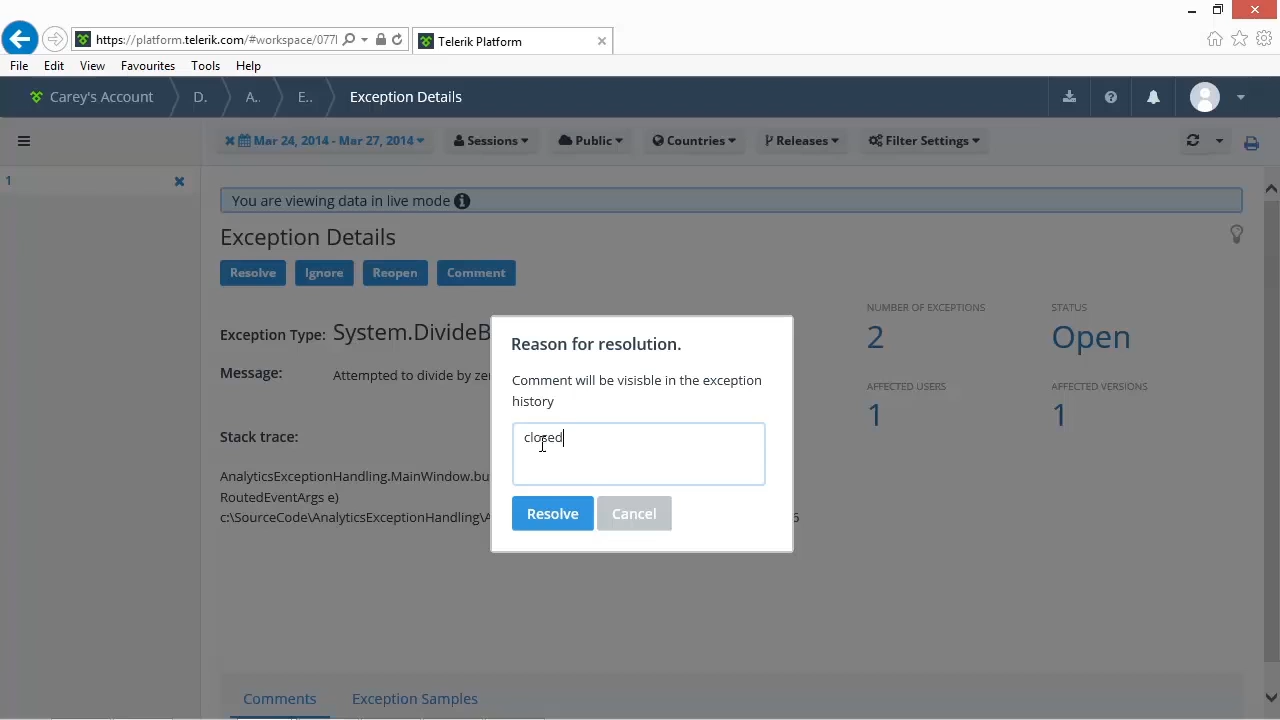 https://platform.telerik.com/#workspace/077l
Telerik Platform
File Edit View Favourites Tools Help
Carey's Account D. A.. E.. Exception Details
Mar 24, 2014 - Mar 27, 2014 Sessions Public Countries Releases Filter Settings
1
You are viewing data in live mode
Exception Details
Resolve Ignore Reopen Comment
NUMBER OF EXCEPTIONS STATUS
2 Open
Exception Type: System.DivideB
Message: Attempted to divide by ze
AFFECTED USERS AFFECTED VERSIONS
1 1
Reason for resolution.
Comment will be visisble in the exception
history
closed
Resolve Cancel
Stack trace:
AnalyticsExceptionHandling.MainWindow.bu
RoutedEventArgs e)
c:\SourceCode\AnalyticsExceptionHandling\
Comments Exception Samples